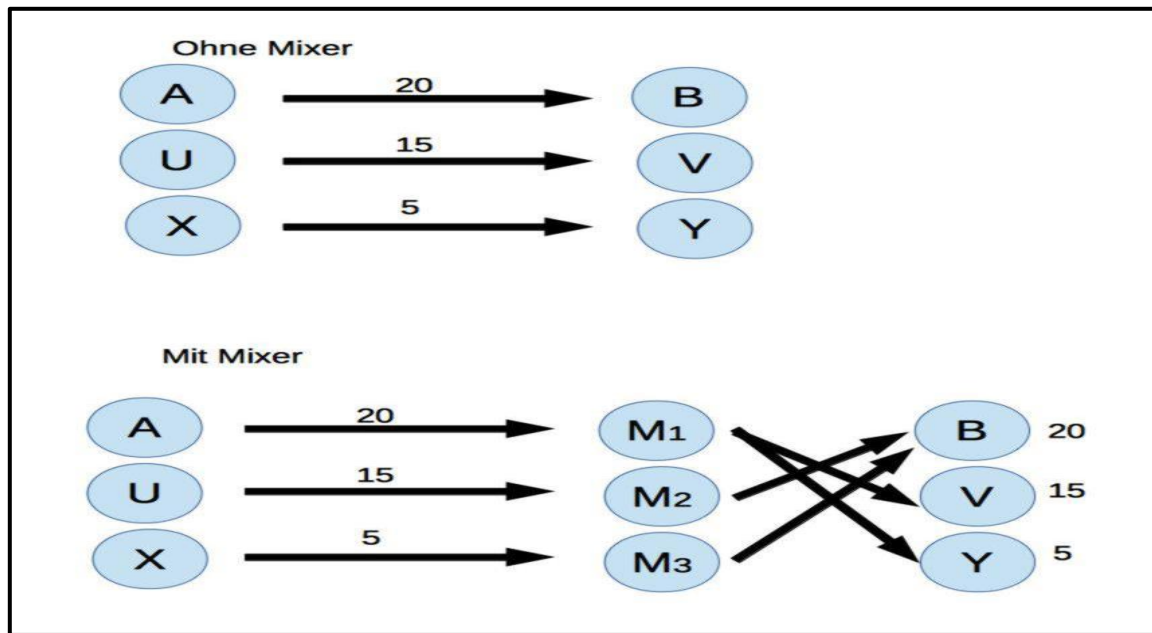 Ohne Mixer
A 20 B
U 15 V
X 5 Y
Mit Mixer
A 20 M1 B 20
U 15 M2 V 15
X 5 M3 Y 5